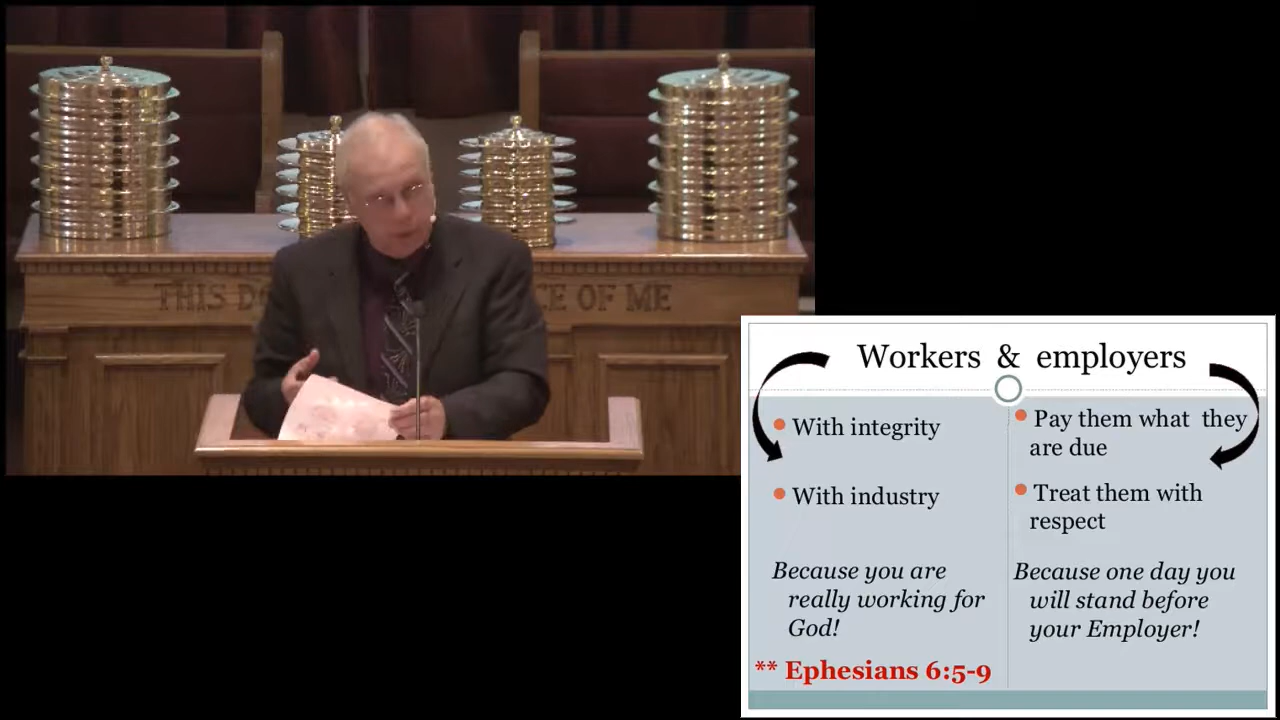 THIS DO CE OF ME
Workers & employers
With integrity
With industry
Because you are
really working for
God!
** Ephesians 6:5-9
Pay them what they
are due
Treat them with
respect
Because one day you
will stand before
your Employer!